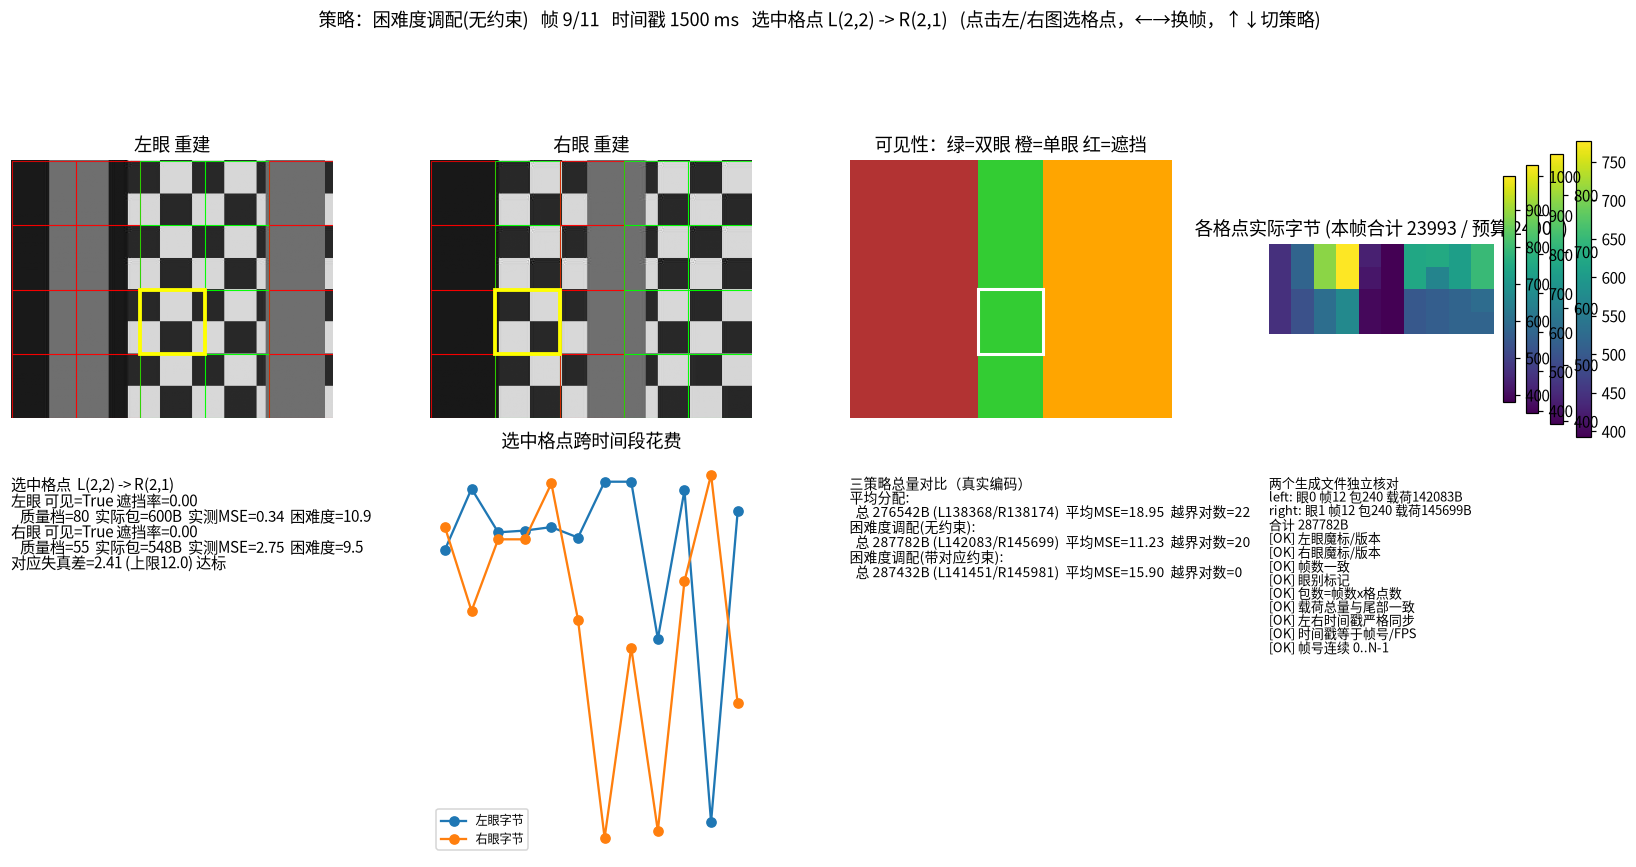 策略：困难度调配(无约束)   帧 9/11   时间戳 1500 ms   选中格点 L(2,2) -> R(2,1)   (点击左/右图选格点，←→换帧，↑↓切策略)
左眼 重建
右眼 重建
可见性：绿=双眼 橙=单眼 红=遮挡
各格点实际字节 (本帧合计 23993 / 预算
900
800
700
600
500
400
1000
900
800
700
600
500
400
800
700
600
500
400
750
700
650
600
550
500
450
400
选中格点跨时间段花费
左眼字节
右眼字节
选中格点 L(2,2) -> R(2,1)
左眼 可见=True 遮挡率=0.00
质量档=80  实际包=600B  实测MSE=0.34  困难度=10.9
右眼 可见=True 遮挡率=0.00
质量档=55  实际包=548B  实测MSE=2.75  困难度=9.5
对应失真差=2.41 (上限12.0) 达标
三策略总量对比（真实编码）
平均分配:
总 276542B (L138368/R138174)  平均MSE=18.95  越界对数=22
困难度调配(无约束):
总 287782B (L142083/R145699)  平均MSE=11.23  越界对数=20
困难度调配(带对应约束):
总 287432B (L141451/R145981)  平均MSE=15.90  越界对数=0
两个生成文件独立核对
left: 眼0 帧12 包240 载荷142083B
right: 眼1 帧12 包240 载荷145699B
合计 287782B
[OK] 左眼魔标/版本
[OK] 右眼魔标/版本
[OK] 帧数一致
[OK] 眼别标记
[OK] 包数=帧数x格点数
[OK] 载荷总量与尾部一致
[OK] 左右时间戳严格同步
[OK] 时间戳等于帧号/FPS
[OK] 帧号连续 0..N-1